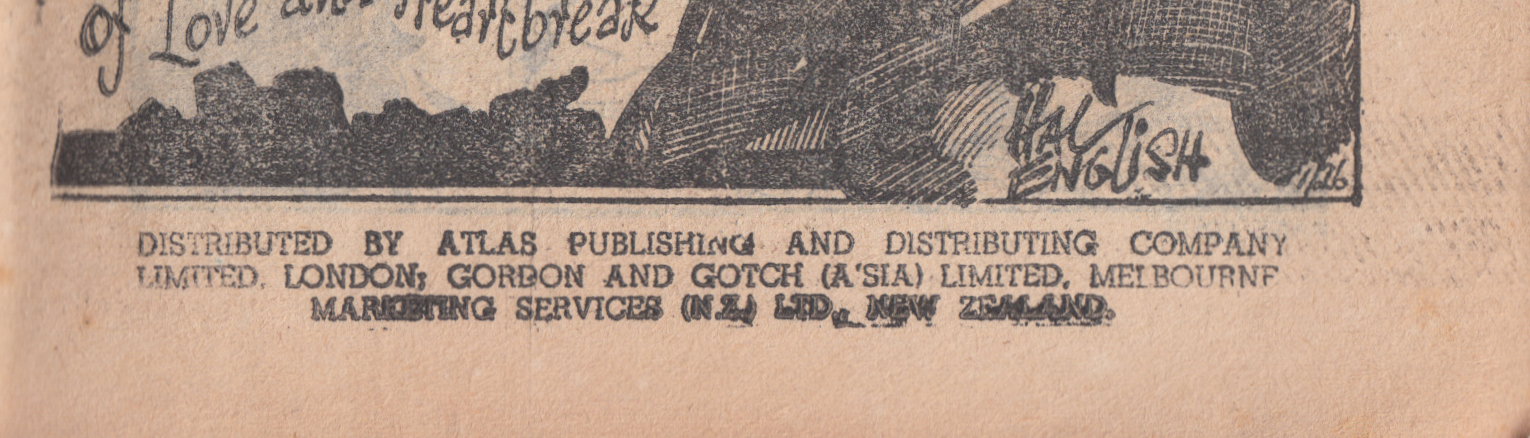 of Love and Heartbreak
HAL
ENGLISH
DISTRIBUTED BY ATLAS PUBLISHING AND DISTRIBUTING COMPANY
LIMITED, LONDON; GORDON AND GOTCH (A'SIA) LIMITED, MELBOURNE
MARKETING SERVICES (N.Z.) LTD., NEW ZEALAND.